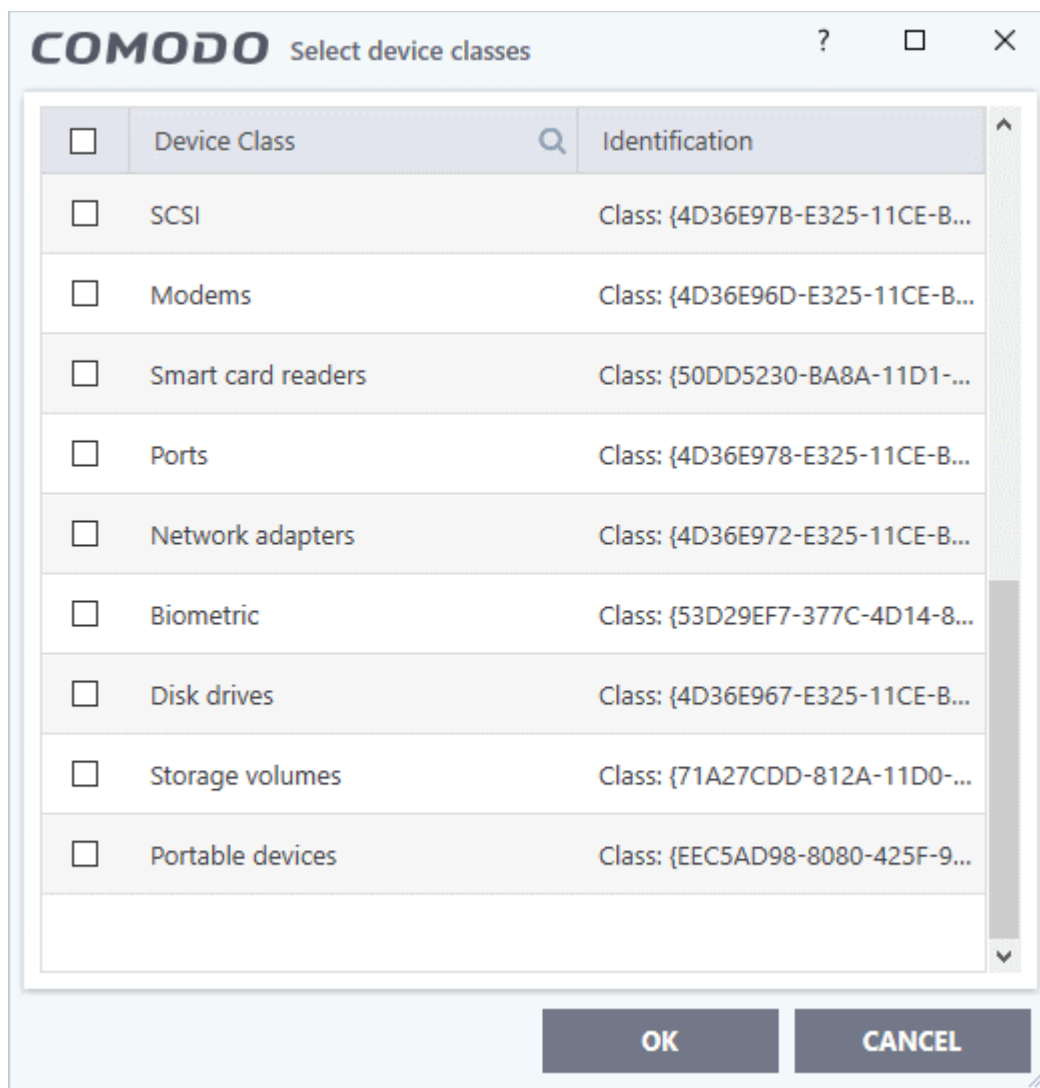 COMODO Select device classes ?
Device Class Identification
SCSI Class: {4D36E97B-E325-11CE-B...
Modems Class: {4D36E96D-E325-11CE-B...
Smart card readers Class: {50DD5230-BA8A-11D1-...
Ports Class: {4D36E978-E325-11CE-B...
Network adapters Class: {4D36E972-E325-11CE-B...
Biometric Class: {53D29EF7-377C-4D14-8...
Disk drives Class: {4D36E967-E325-11CE-B...
Storage volumes Class: {71A27CDD-812A-11D0-...
Portable devices Class: {EEC5AD98-8080-425F-9...
OK CANCEL